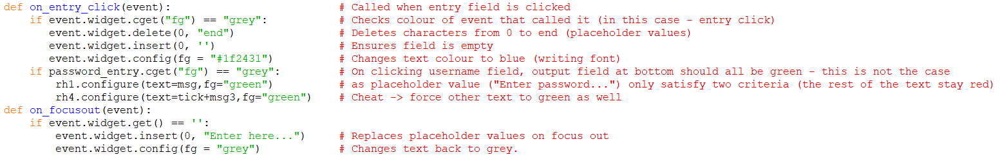 def on_entry_click(event):                          # Called when entry field is clicked
    if event.widget.cget("fg") == "grey":           # Checks colour of event that called it (in this case - entry click)
       event.widget.delete(0, "end")                # Deletes characters from 0 to end (placeholder values)
       event.widget.insert(0, '')                   # Ensures field is empty
       event.widget.config(fg = "#1f2431")          # Changes text colour to blue (writing font)
    if password_entry.cget("fg") == "grey":         # On clicking username field, output field at bottom should all be green - this is not the case
        rh1.configure(text=msg,fg="green")          # as placeholder value ("Enter password...") only satisfy two criteria (the rest of the text stay red)
        rh4.configure(text=tick+msg3,fg="green")    # Cheat -> force other text to green as well
def on_focusout(event):
    if event.widget.get() == '':
        event.widget.insert(0, "Enter here...")     # Replaces placeholder values on focus out
        event.widget.config(fg = "grey")            # Changes text back to grey.